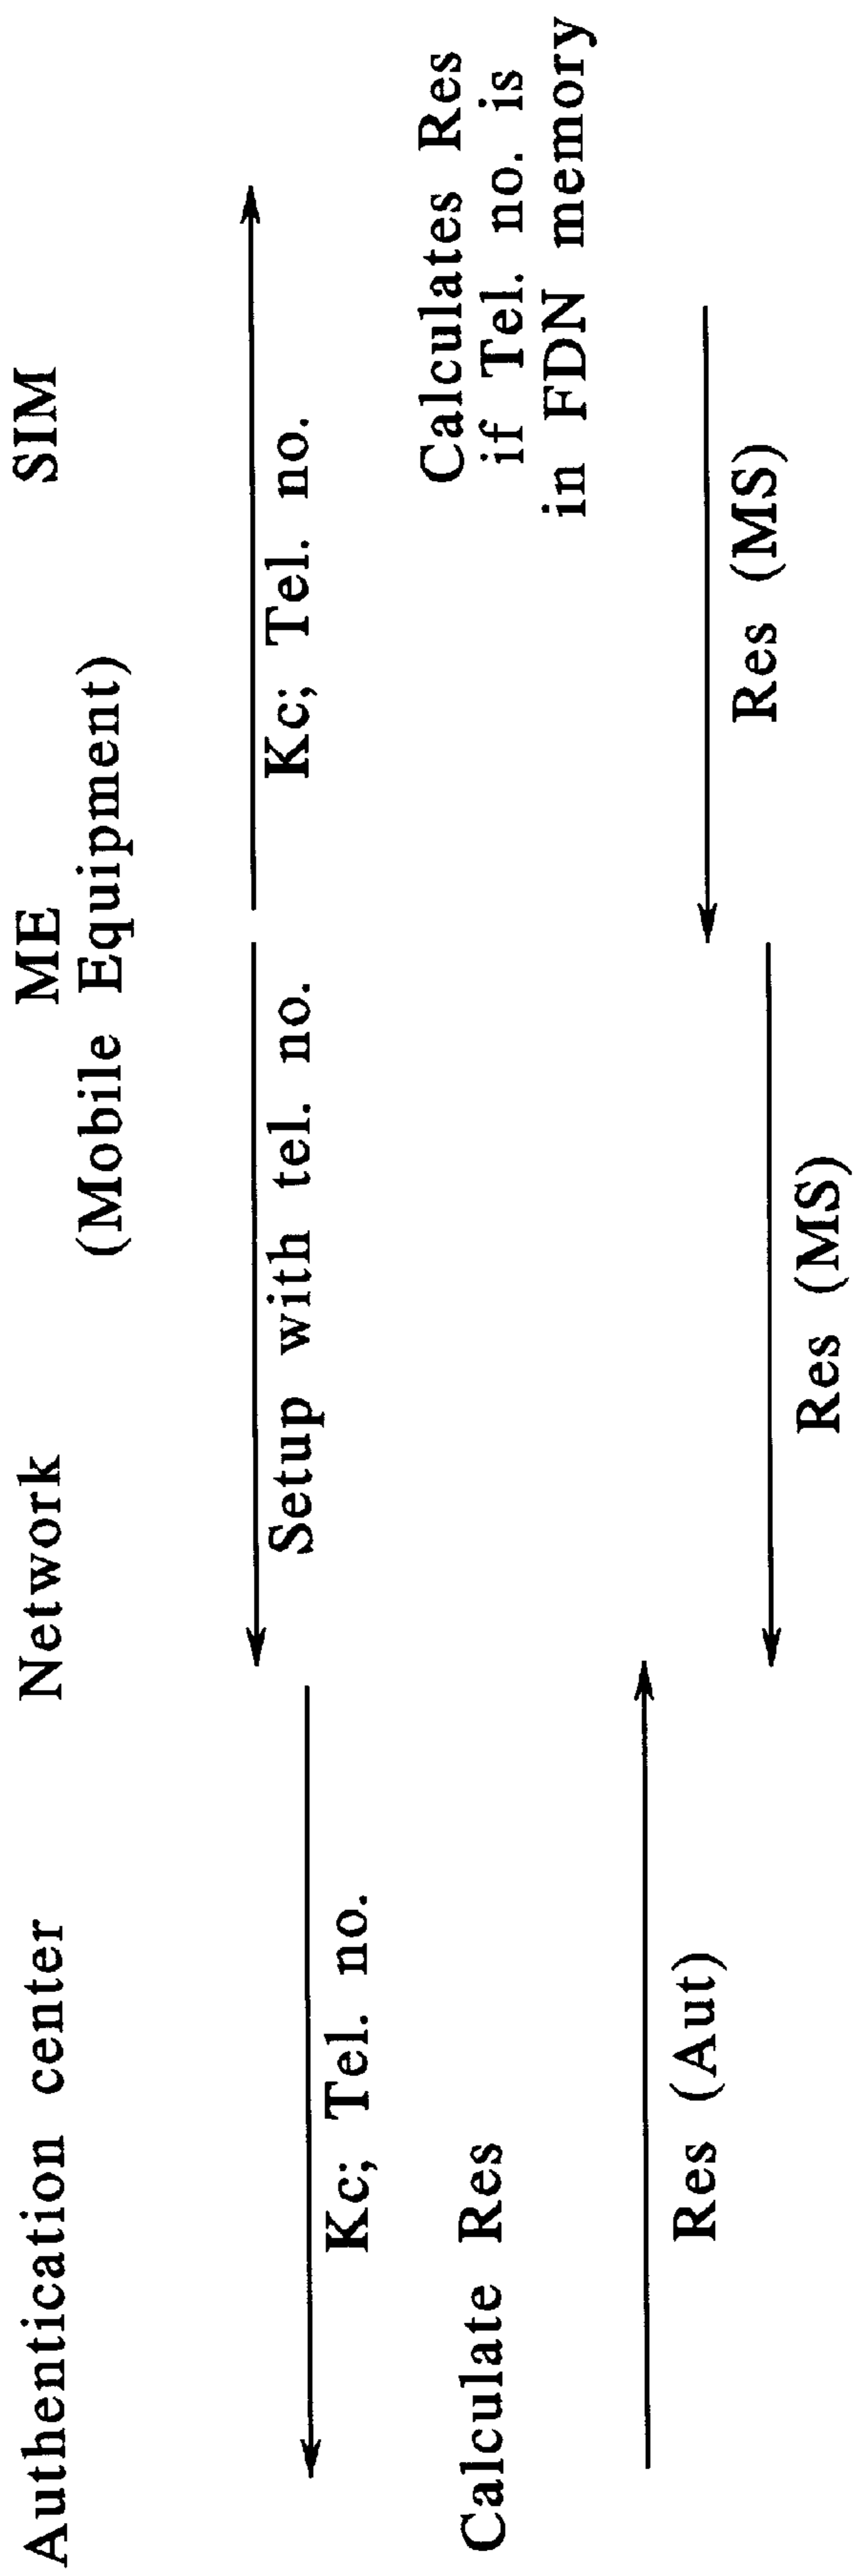 Authentication center
Network
ME
(Mobile Equipment)
SIM
Setup with tel. no.
Kc; Tel. no.
Kc; Tel. no.
Calculate Res
Calculates Res
if Tel. no. is
in FDN memory
Res (Aut)
Res (MS)
Res (MS)